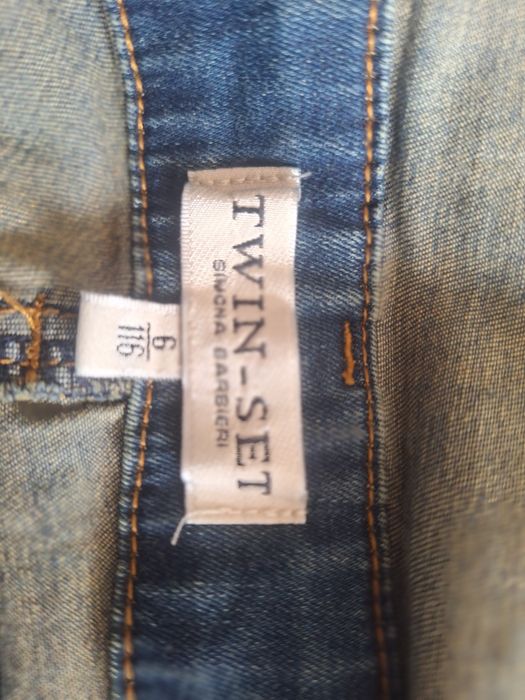 TWIN-SET
SIMONA BARBIERI
6
116